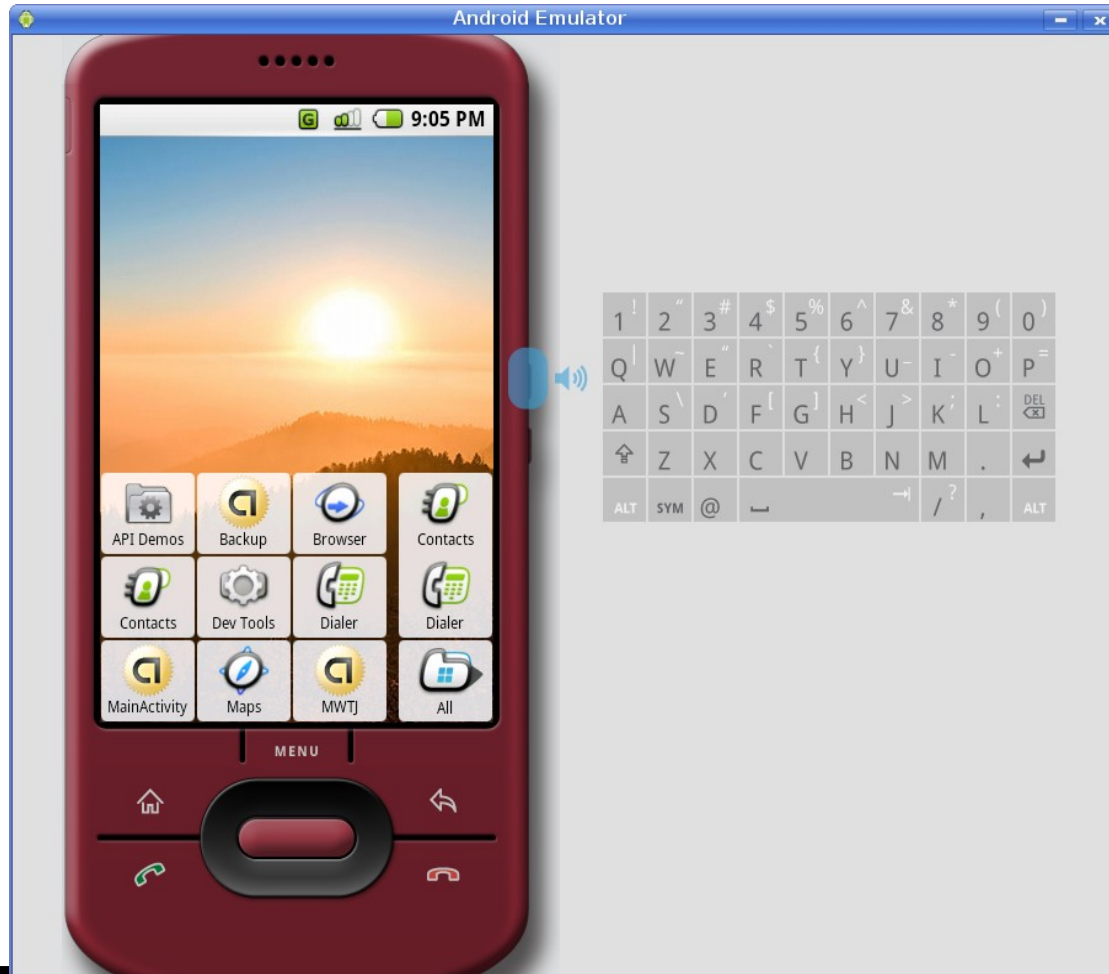 Android Emulator
G 9:05 PM
API Demos Backup Browser Contacts
Contacts Dev Tools Dialer Dialer
MainActivity Maps MWTJ All
MENU
1 ! 2 " 3 # 4 $ 5 % 6 ^ 7 & 8 * 9 ( 0 )
Q | W ~ E " R ` T { Y } U _ I - O + P =
A S \ D ' F [ G ] H < J > K ; L : DEL
Z X C V B N M .
ALT SYM @ / ? , ALT